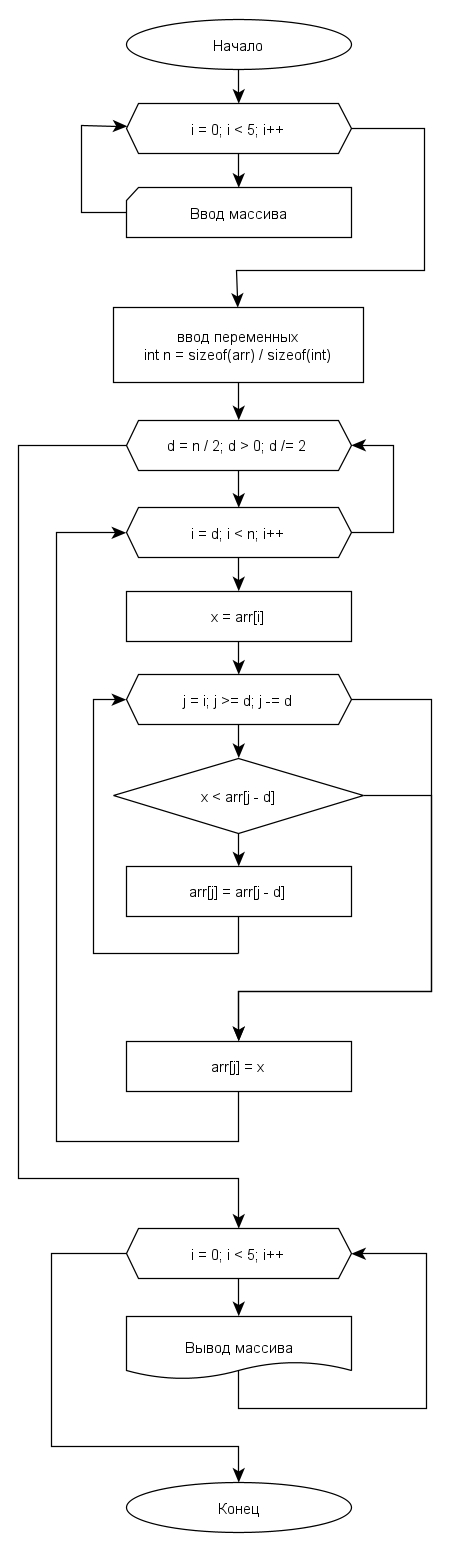 Начало
i = 0; i < 5; i++
Ввод массива
ввод переменных
int n = sizeof(arr) / sizeof(int)
d = n / 2; d > 0; d /= 2
i = d; i < n; i++
x = arr[i]
j = i; j >= d; j -= d
x < arr[j - d]
arr[j] = arr[j - d]
arr[j] = x
i = 0; i < 5; i++
Вывод массива
Конец